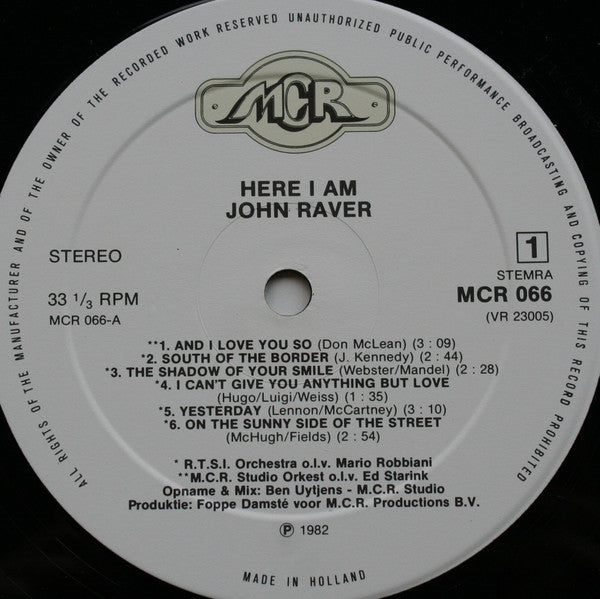 ALL RIGHTS OF THE MANUFACTURER AND OF THE OWNER OF THE RECORDED WORK RESERVED UNAUTHORIZED PUBLIC PERFORMANCE BROADCASTING AND COPYING OF THIS RECORD PROHIBITED
MCR
HERE I AM
JOHN RAVER
STEREO
1
STEMRA
33 1/3 RPM
MCR 066
MCR 066-A
(VR 23005)
**1. AND I LOVE YOU SO (Don McLean) (3 : 09)
*2. SOUTH OF THE BORDER (J. Kennedy) (2 : 44)
*3. THE SHADOW OF YOUR SMILE (Webster/Mandel) (2 : 28)
*4. I CAN'T GIVE YOU ANYTHING BUT LOVE
(Hugo/Luigi/Weiss) (1 : 35)
*5. YESTERDAY (Lennon/McCartney) (3 : 10)
*6. ON THE SUNNY SIDE OF THE STREET
(McHugh/Fields) (2 : 54)
* R.T.S.I. Orchestra o.l.v. Mario Robbiani
**M.C.R. Studio Orkest o.l.v. Ed Starink
Opname & Mix: Ben Uytjens - M.C.R. Studio
Produktie: Foppe Damsté voor M.C.R. Productions B.V.
℗ 1982
MADE IN HOLLAND